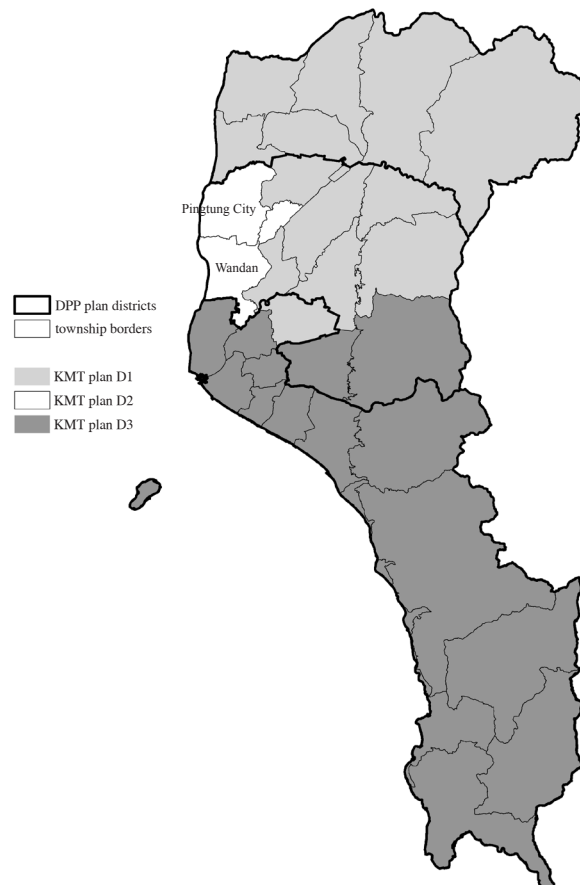 Pingtung City
Wandan
DPP plan districts
township borders
KMT plan D1
KMT plan D2
KMT plan D3